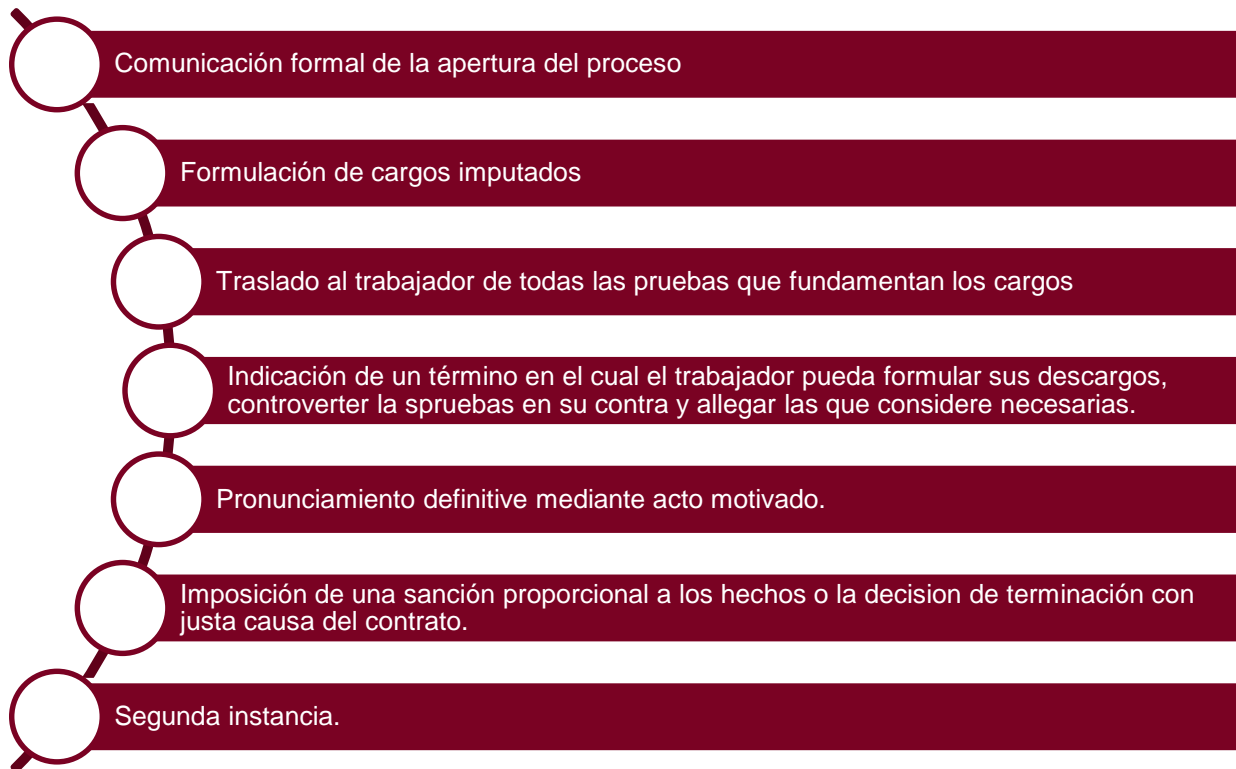 Comunicación formal de la apertura del proceso
Formulación de cargos imputados
Traslado al trabajador de todas las pruebas que fundamentan los cargos
Indicación de un término en el cual el trabajador pueda formular sus descargos,
controverter la spruebas en su contra y allegar las que considere necesarias.
Pronunciamiento definitive mediante acto motivado.
Imposición de una sanción proporcional a los hechos o la decision de terminación con
justa causa del contrato.
Segunda instancia.